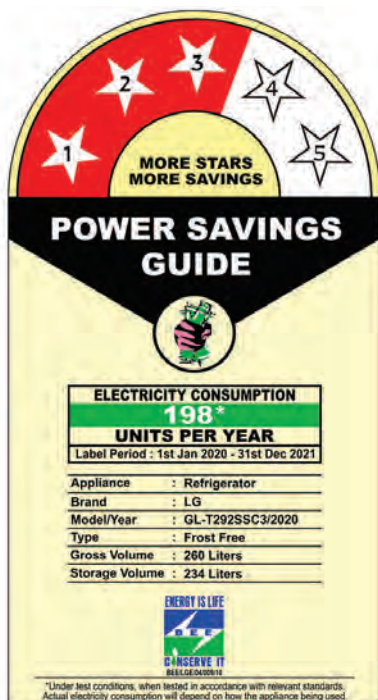 1
2
3
4
5
MORE STARS
MORE SAVINGS
POWER SAVINGS
GUIDE
ELECTRICITY CONSUMPTION
198*
UNITS PER YEAR
Label Period : 1st Jan 2020 - 31st Dec 2021
Appliance : Refrigerator
Brand : LG
Model/Year : GL-T292SSC3/2020
Type : Frost Free
Gross Volume : 260 Liters
Storage Volume : 234 Liters
ENERGY IS LIFE
BEE
CONSERVE IT
*Under test conditions, when tested in accordance with relevant standards.
Actual electricity consumption will depend on how the appliance being used